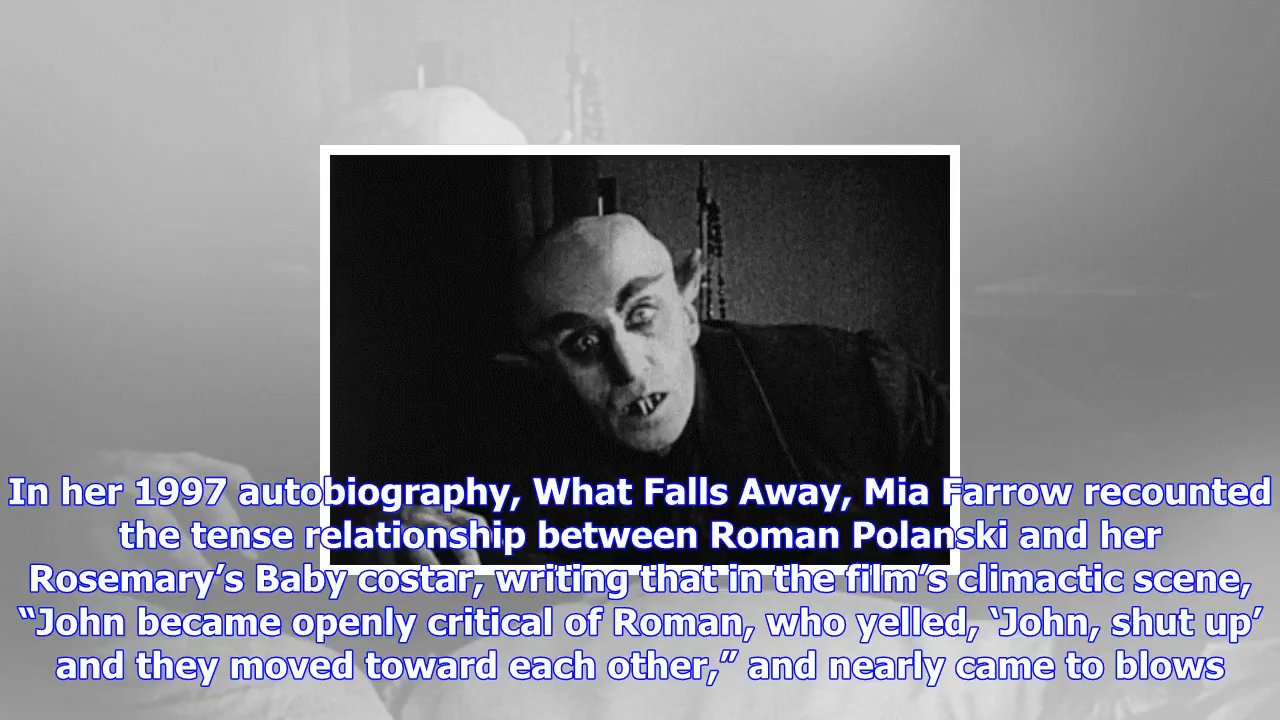 In her 1997 autobiography, What Falls Away, Mia Farrow recounted
the tense relationship between Roman Polanski and her
Rosemary’s Baby costar, writing that in the film’s climactic scene,
“John became openly critical of Roman, who yelled, ‘John, shut up’
and they moved toward each other,” and nearly came to blows